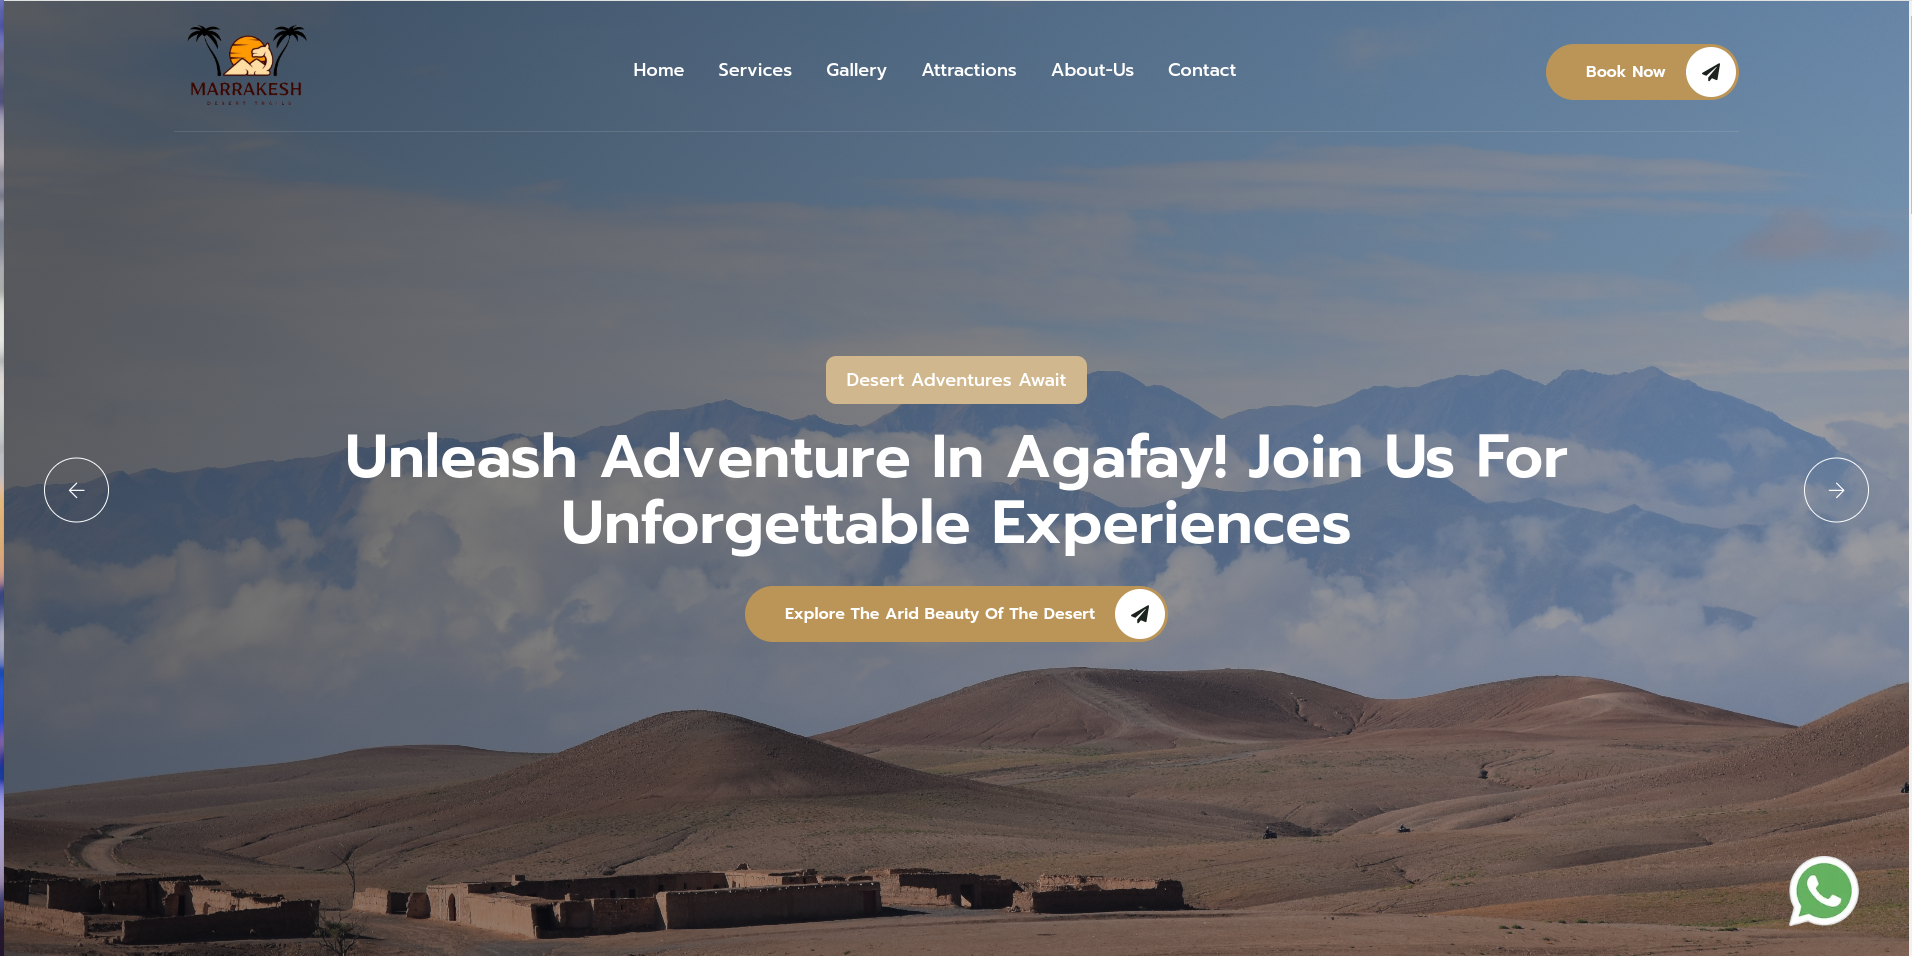 MARRAKESH
DESERT TRAILS
Home
Services
Gallery
Attractions
About-Us
Contact
Book Now
Desert Adventures Await
Unleash Adventure In Agafay! Join Us For
Unforgettable Experiences
Explore The Arid Beauty Of The Desert